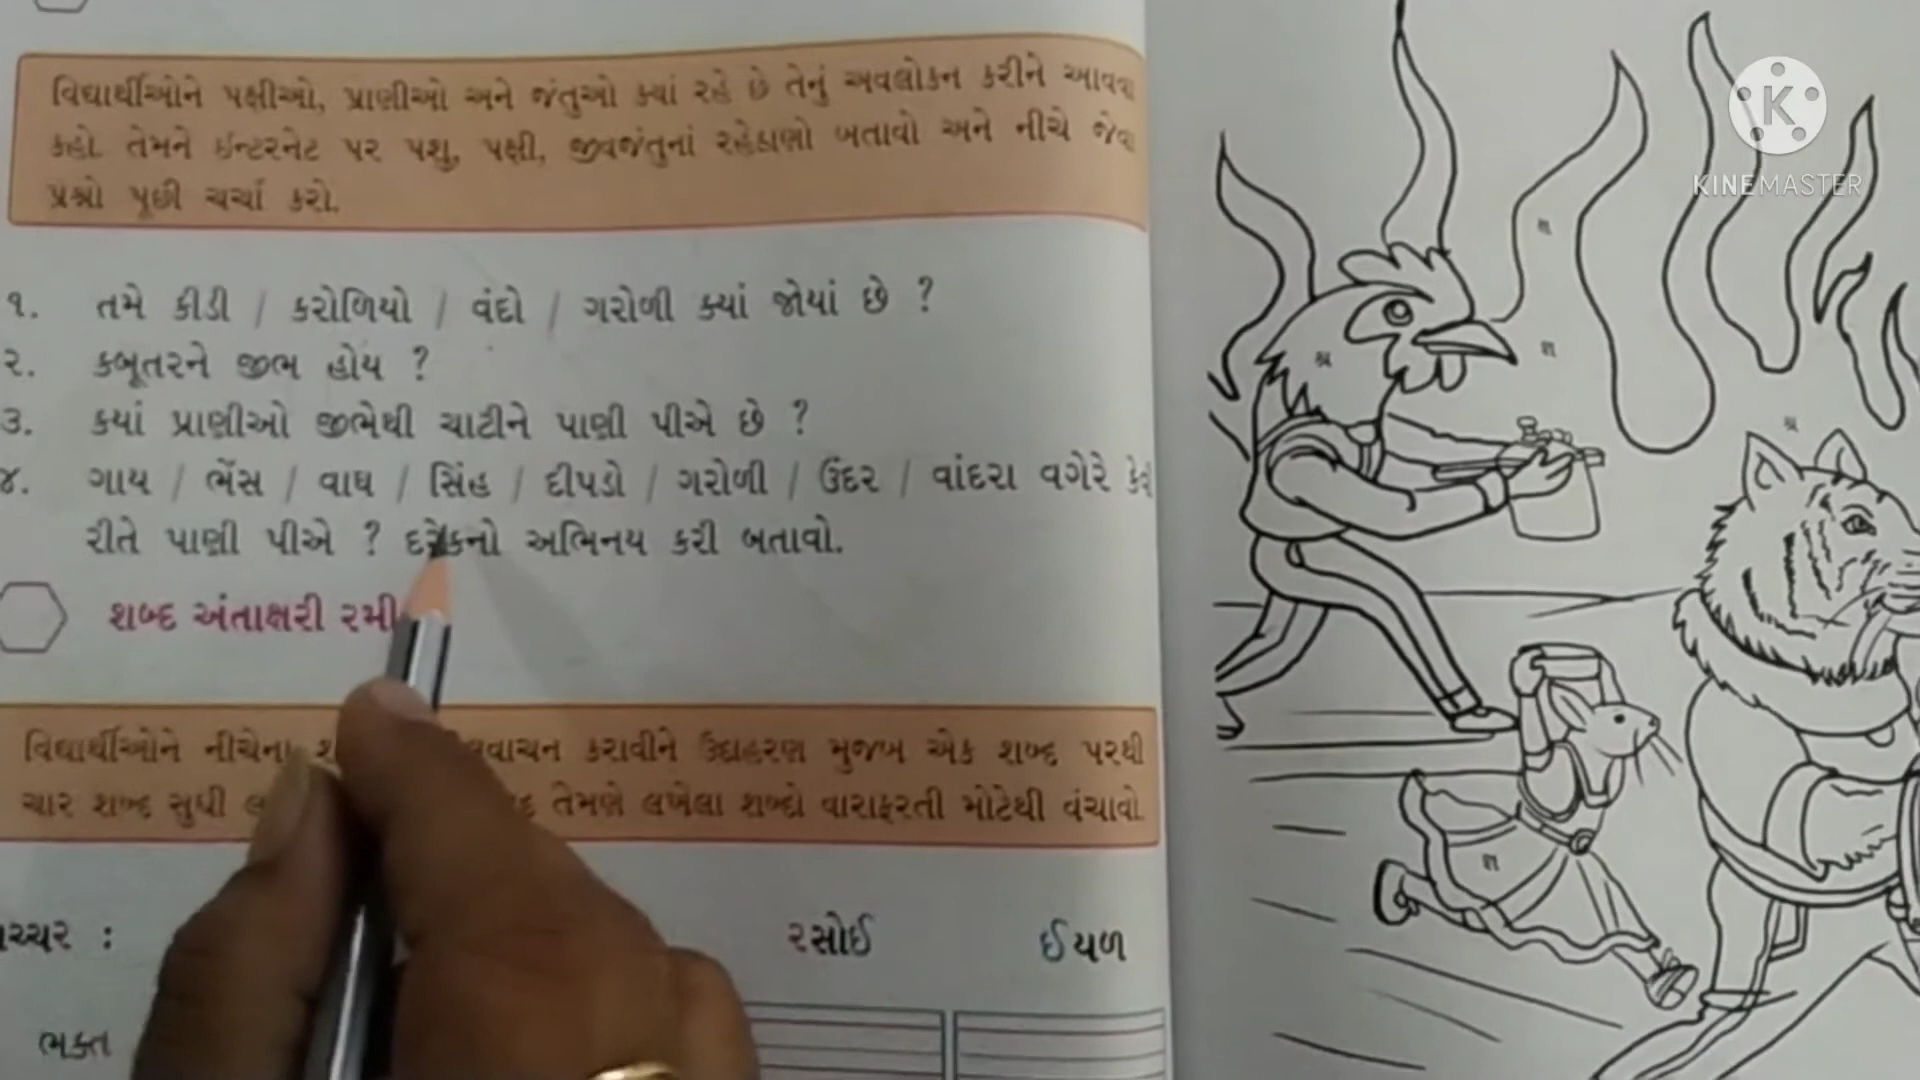 વિદ્યાર્થીઓને પક્ષીઓ, પ્રાણીઓ અને જંતુઓ ક્યાં રહે છે તેનું અવલોકન કરીને આવવા
કહો. તેમને ઇન્ટરનેટ પર પશુ, પક્ષી, જીવજંતુનાં રહેઠાણો બતાવો અને નીચે જેવા
પ્રશ્નો પૂછી ચર્ચા કરો.
KINEMASTER
૧. તમે કીડી / કરોળિયો / વંદો / ગરોળી ક્યાં જોયાં છે ?
૨. કબૂતરને જીભ હોય ?
૩. કયાં પ્રાણીઓ જીભેથી ચાટીને પાણી પીએ છે ?
૪. ગાય / ભેંસ / વાઘ / સિંહ / દીપડો / ગરોળી / ઉંદર / વાંદરા વગેરે
રીતે પાણી પીએ ? દરેકનો અભિનય કરી બતાવો.
શબ્દ અંતાક્ષરી
વિદ્યાર્થીઓને નીચેના કરાવીને ઉદાહરણ મુજબ એક શબ્દ પરથી
ચાર શબ્દ સુધી તેમણે લખેલા શબ્દો વારાફરતી મોટેથી વંચાવો.
રસોઈ ઈયળ
ભક્ત